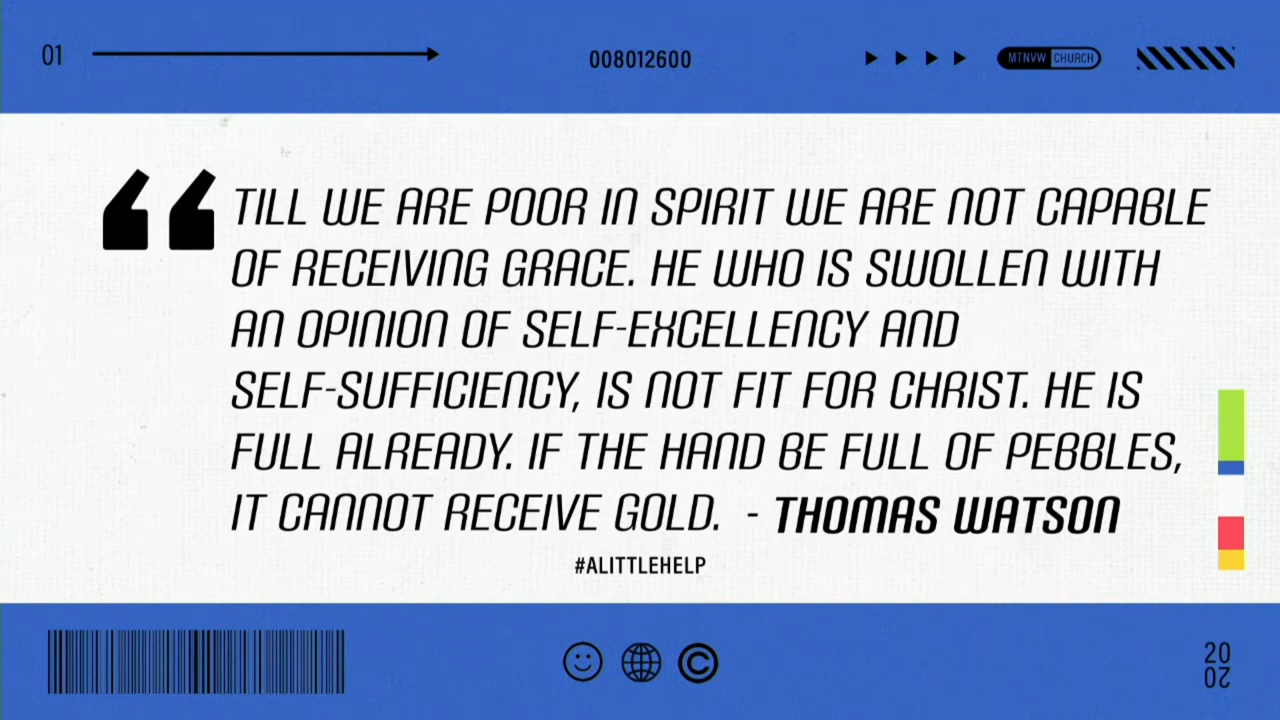 01
008012600
MTNVW CHURCH
“TILL WE ARE POOR IN SPIRIT WE ARE NOT CAPABLE
OF RECEIVING GRACE. HE WHO IS SWOLLEN WITH
AN OPINION OF SELF-EXCELLENCY AND
SELF-SUFFICIENCY, IS NOT FIT FOR CHRIST. HE IS
FULL ALREADY. IF THE HAND BE FULL OF PEBBLES,
IT CANNOT RECEIVE GOLD. - THOMAS WATSON
#ALITTLEHELP
©
20
20